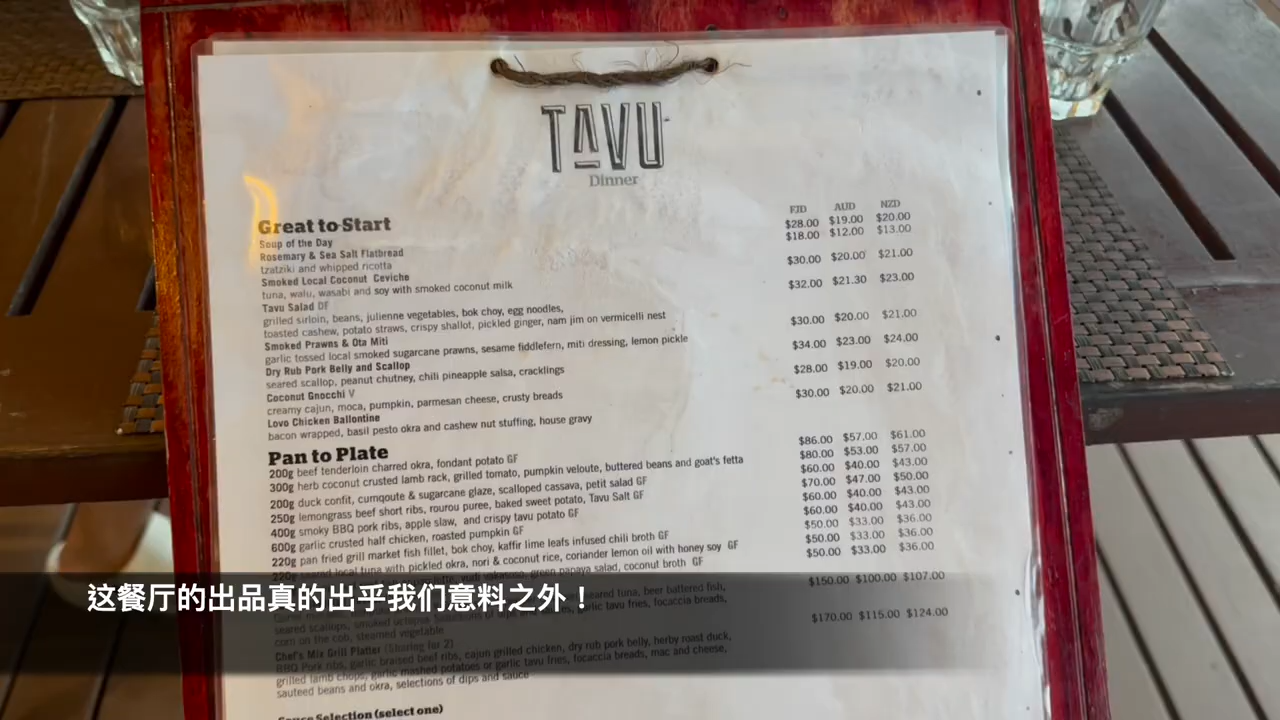 TAVU
Dinner
FJD AUD NZD
Great to Start
$28.00 $19.00 $20.00
Soup of the Day
$18.00 $12.00 $13.00
Rosemary & Sea Salt Flatbread
tzatziki and whipped ricotta
$30.00 $20.00 $21.00
Smoked Local Coconut Ceviche
tuna, walu, wasabi and soy with smoked coconut milk
$32.00 $21.30 $23.00
Tavu Salad DF
grilled sirloin, beans, julienne vegetables, bok choy, egg noodles,
toasted cashew, potato straws, crispy shallot, pickled ginger, nam jim on vermicelli nest
$30.00 $20.00 $21.00
Smoked Prawns & Ota Miti
garlic tossed local smoked sugarcane prawns, sesame fiddlefern, miti dressing, lemon pickle
$34.00 $23.00 $24.00
Dry Rub Pork Belly and Scallop
seared scallop, peanut chutney, chili pineapple salsa, cracklings
$28.00 $19.00 $20.00
Coconut Gnocchi V
creamy cajun, moca, pumpkin, parmesan cheese, crusty breads
$30.00 $20.00 $21.00
Lovo Chicken Ballontine
bacon wrapped, basil pesto okra and cashew nut stuffing, house gravy
Pan to Plate
200g beef tenderloin charred okra, fondant potato GF
$86.00 $57.00 $61.00
300g herb coconut crusted lamb rack, grilled tomato, pumpkin veloute, buttered beans and goat's fetta
$80.00 $53.00 $57.00
200g duck confit, cumqoute & sugarcane glaze, scalloped cassava, petit salad GF
$60.00 $40.00 $43.00
250g lemongrass beef short ribs, rourou puree, baked sweet potato, Tavu Salt GF
$70.00 $47.00 $50.00
400g smoky BBQ pork ribs, apple slaw, and crispy tavu potato GF
$60.00 $40.00 $43.00
600g garlic crusted half chicken, roasted pumpkin GF
$60.00 $40.00 $43.00
220g pan fried grill market fish fillet, bok choy, kaffir lime leafs infused chili broth GF
$50.00 $33.00 $36.00
220g seared local tuna with pickled okra, nori & coconut rice, coriander lemon oil with honey soy GF
$50.00 $33.00 $36.00
green papaya salad, coconut broth GF
$50.00 $33.00 $36.00
seared tuna, beer battered fish,
$150.00 $100.00 $107.00
seared scallops, smoked octopus garlic tavu fries, focaccia breads,
corn on the cob, steamed vegetable
Chef's Mix Grill Platter (Sharing for 2)
$170.00 $115.00 $124.00
BBQ Pork ribs, garlic braised beef ribs, cajun grilled chicken, dry rub pork belly, herby roast duck,
grilled lamb chops, garlic mashed potatoes or garlic tavu fries, focaccia breads, mac and cheese,
sauteed beans and okra, selections of dips and sauce
Sauce Selection (select one)
这餐厅的出品真的出乎我们意料之外！